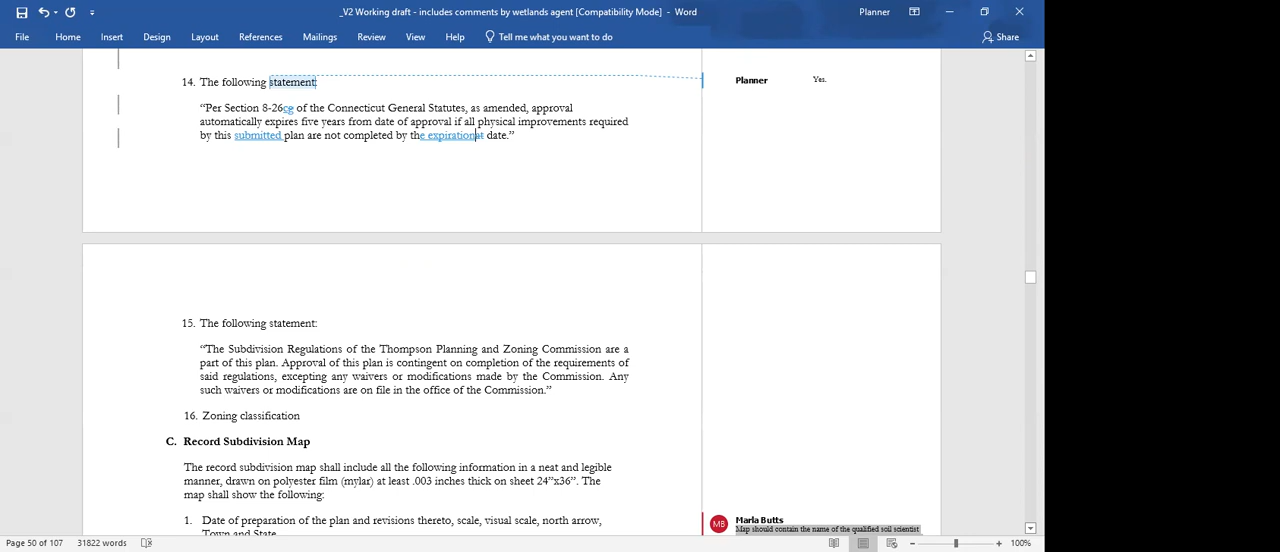 _V2 Working draft - includes comments by wetlands agent [Compatibility Mode] - Word
Planner
File Home Insert Design Layout References Mailings Review View Tell me what you want to do
Share
14. The following statement:
Planner Yes.
“Per Section 8-26cg of the Connecticut General Statutes, as amended, approval
automatically expires five years from date of approval if all physical improvements required
by this submitted plan are not completed by the expirationat date.”
15. The following statement:
“The Subdivision Regulations of the Thompson Planning and Zoning Commission are a
part of this plan. Approval of this plan is contingent on completion of the requirements of
said regulations, excepting any waivers or modifications made by the Commission. Any
such waivers or modifications are on file in the office of the Commission.”
16. Zoning classification
C. Record Subdivision Map
The record subdivision map shall include all the following information in a neat and legible
manner, drawn on polyester film (mylar) at least .003 inches thick on sheet 24”x36”. The
map shall show the following:
1. Date of preparation of the plan and revisions thereto, scale, visual scale, north arrow,
Town and State
MB Marla Butts
Map should contain the name of the qualified soil scientist
Page 50 of 107 31822 words
100%